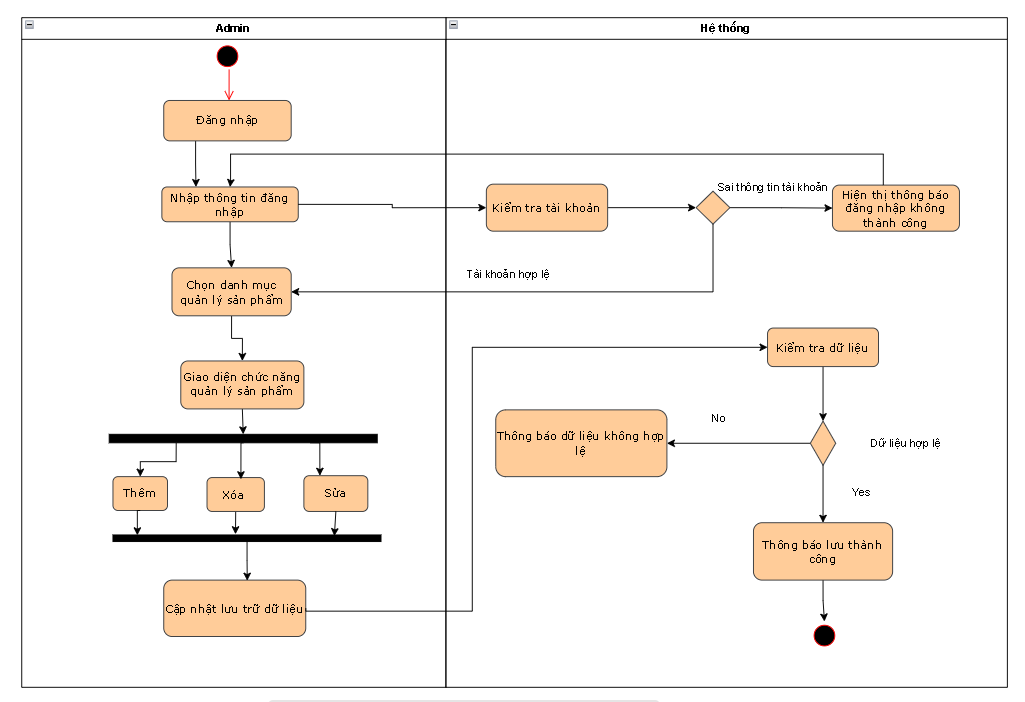 Admin
Hệ thống
Đăng nhập
Nhập thông tin đăng
nhập
Kiểm tra tài khoản
Sai thông tin tài khoản
Hiện thị thông báo
đăng nhập không
thành công
Tài khoản hợp lệ
Chọn danh mục
quản lý sản phẩm
Giao diện chức năng
quản lý sản phẩm
Thêm
Xóa
Sửa
Cập nhật lưu trữ dữ liệu
Kiểm tra dữ liệu
No
Dữ liệu hợp lệ
Thông báo dữ liệu không hợp
lệ
Yes
Thông báo lưu thành
công